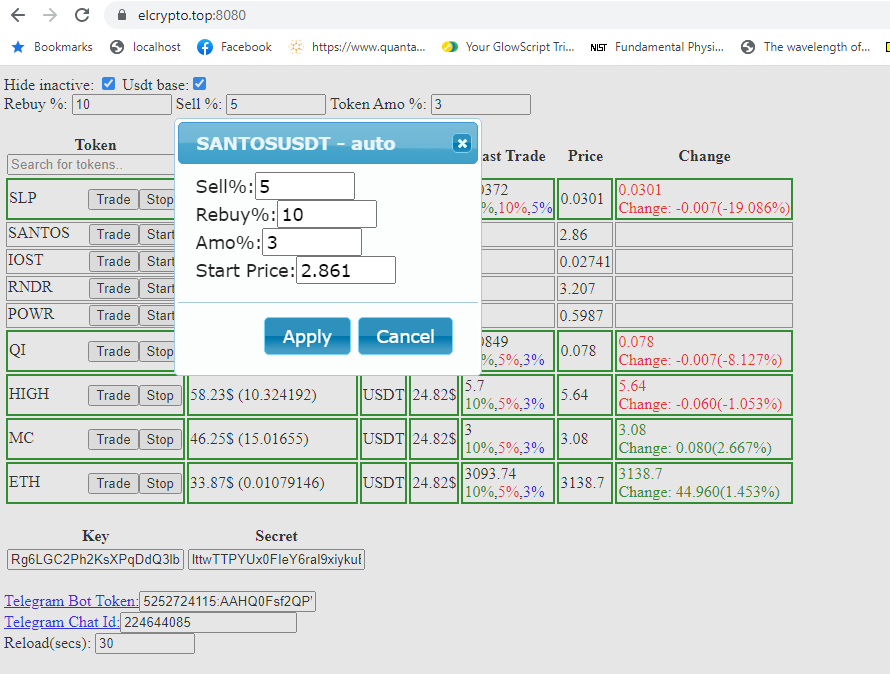 elcrypto.top:8080
Bookmarks localhost Facebook https://www.quanta... Your GlowScript Tri... NIST Fundamental Physi... The wavelength of...
Hide inactive: Usdt base:
Rebuy %: 10 Sell %: 5 Token Amo %: 3
Token Trade Price Change
Search for tokens..
SANTOSUSDT - auto
Sell%: 5
Rebuy%: 10
Amo%: 3
Start Price: 2.861
Apply Cancel
SLP Trade Stop 0.0301 0.0301
,10%,5% Change: -0.007(-19.086%)
SANTOS Trade Start 2.86
IOST Trade Start 0.02741
RNDR Trade Start 3.207
POWR Trade Start 0.5987
QI Trade Stop 0.078 0.078
,5%,3% Change: -0.007(-8.127%)
HIGH Trade Stop 58.23$ (10.324192) USDT 24.82$ 5.7 5.64 5.64
10%,5%,3% Change: -0.060(-1.053%)
MC Trade Stop 46.25$ (15.01655) USDT 24.82$ 3 3.08 3.08
10%,5%,3% Change: 0.080(2.667%)
ETH Trade Stop 33.87$ (0.01079146) USDT 24.82$ 3093.74 3138.7 3138.7
10%,5%,3% Change: 44.960(1.453%)
Key Secret
Telegram Bot Token:
Telegram Chat Id: 224644085
Reload(secs): 30